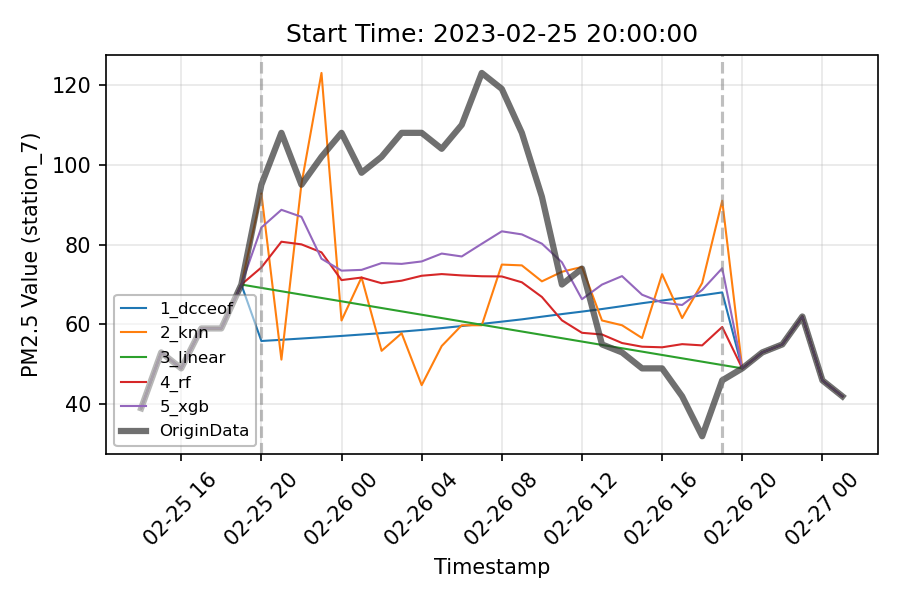 Start Time: 2023-02-25 20:00:00
PM2.5 Value (station_7)
120
100
80
60
40
1_dcceof
2_knn
3_linear
4_rf
5_xgb
OriginData
02-25 16
02-25 20
02-26 00
02-26 04
02-26 08
02-26 12
02-26 16
02-26 20
02-27 00
Timestamp